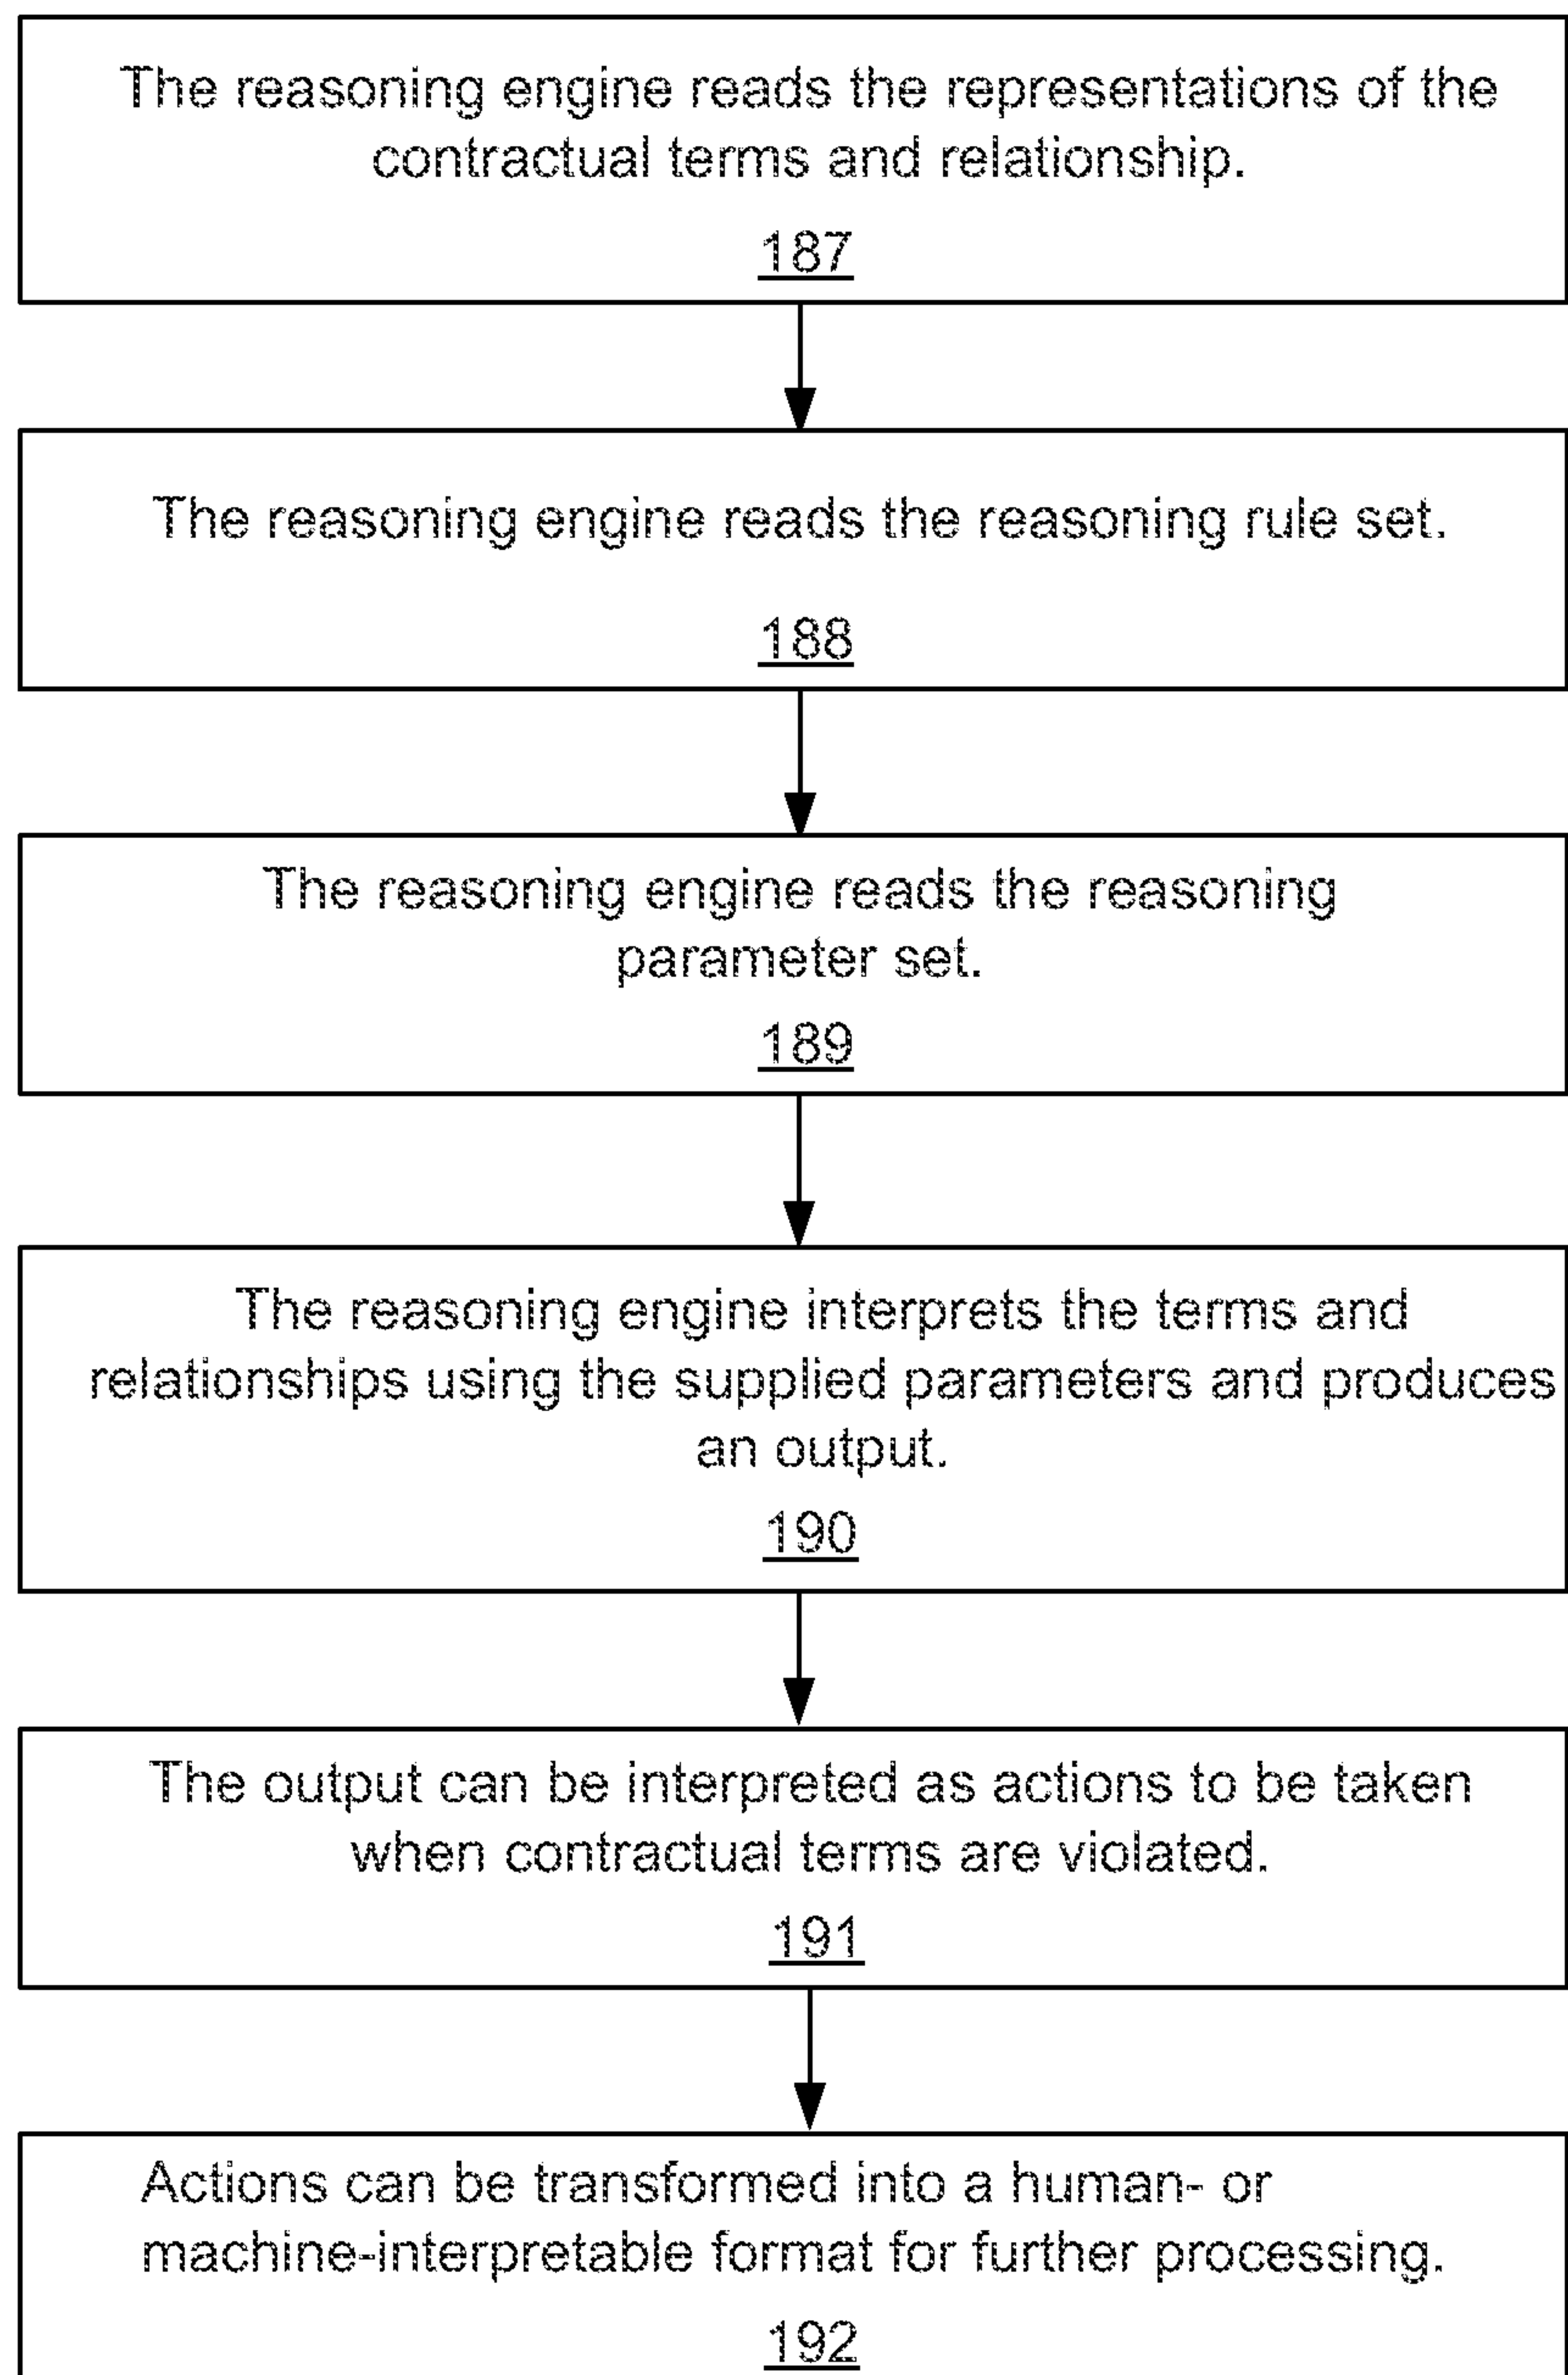 The reasoning engine reads the representations of the
contractual terms and relationship.
187
The reasoning engine reads the reasoning rule set.
188
The reasoning engine reads the reasoning
parameter set.
189
The reasoning engine interprets the terms and
relationships using the supplied parameters and produces
an output.
190
The output can be interpreted as actions to be taken
when contractual terms are violated.
191
Actions can be transformed into a human- or
machine-interpretable format for further processing.
192